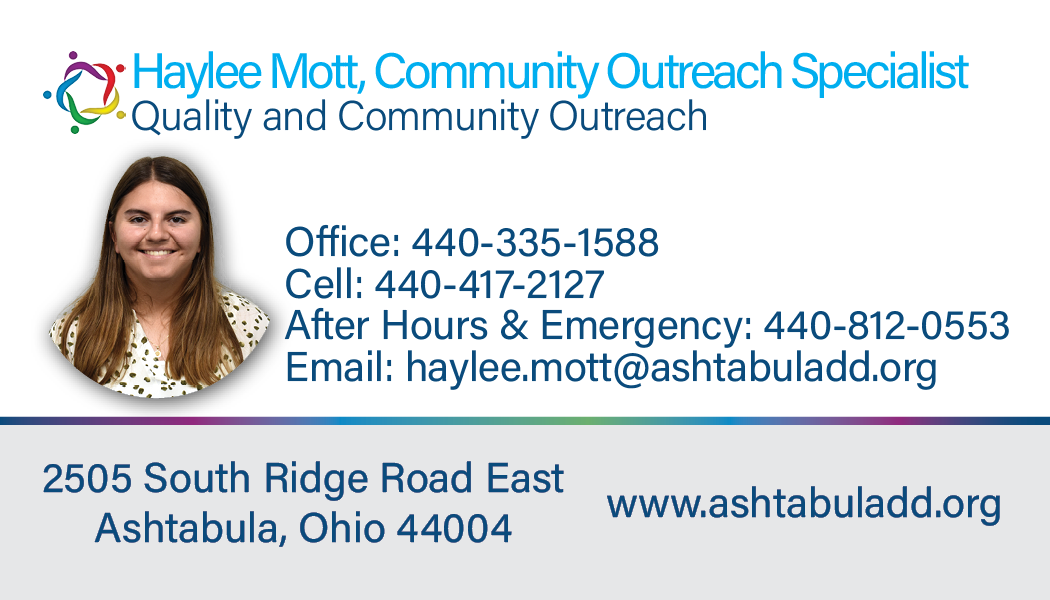 Haylee Mott, Community Outreach Specialist
Quality and Community Outreach
Office: 440-335-1588
Cell: 440-417-2127
After Hours & Emergency: 440-812-0553
Email: haylee.mott@ashtabuladd.org
2505 South Ridge Road East
Ashtabula, Ohio 44004
www.ashtabuladd.org